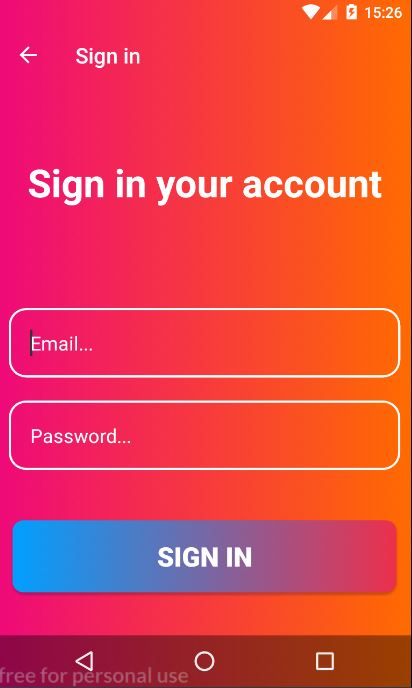 15:26
Sign in
Sign in your account
Email...
Password...
SIGN IN
free for personal use